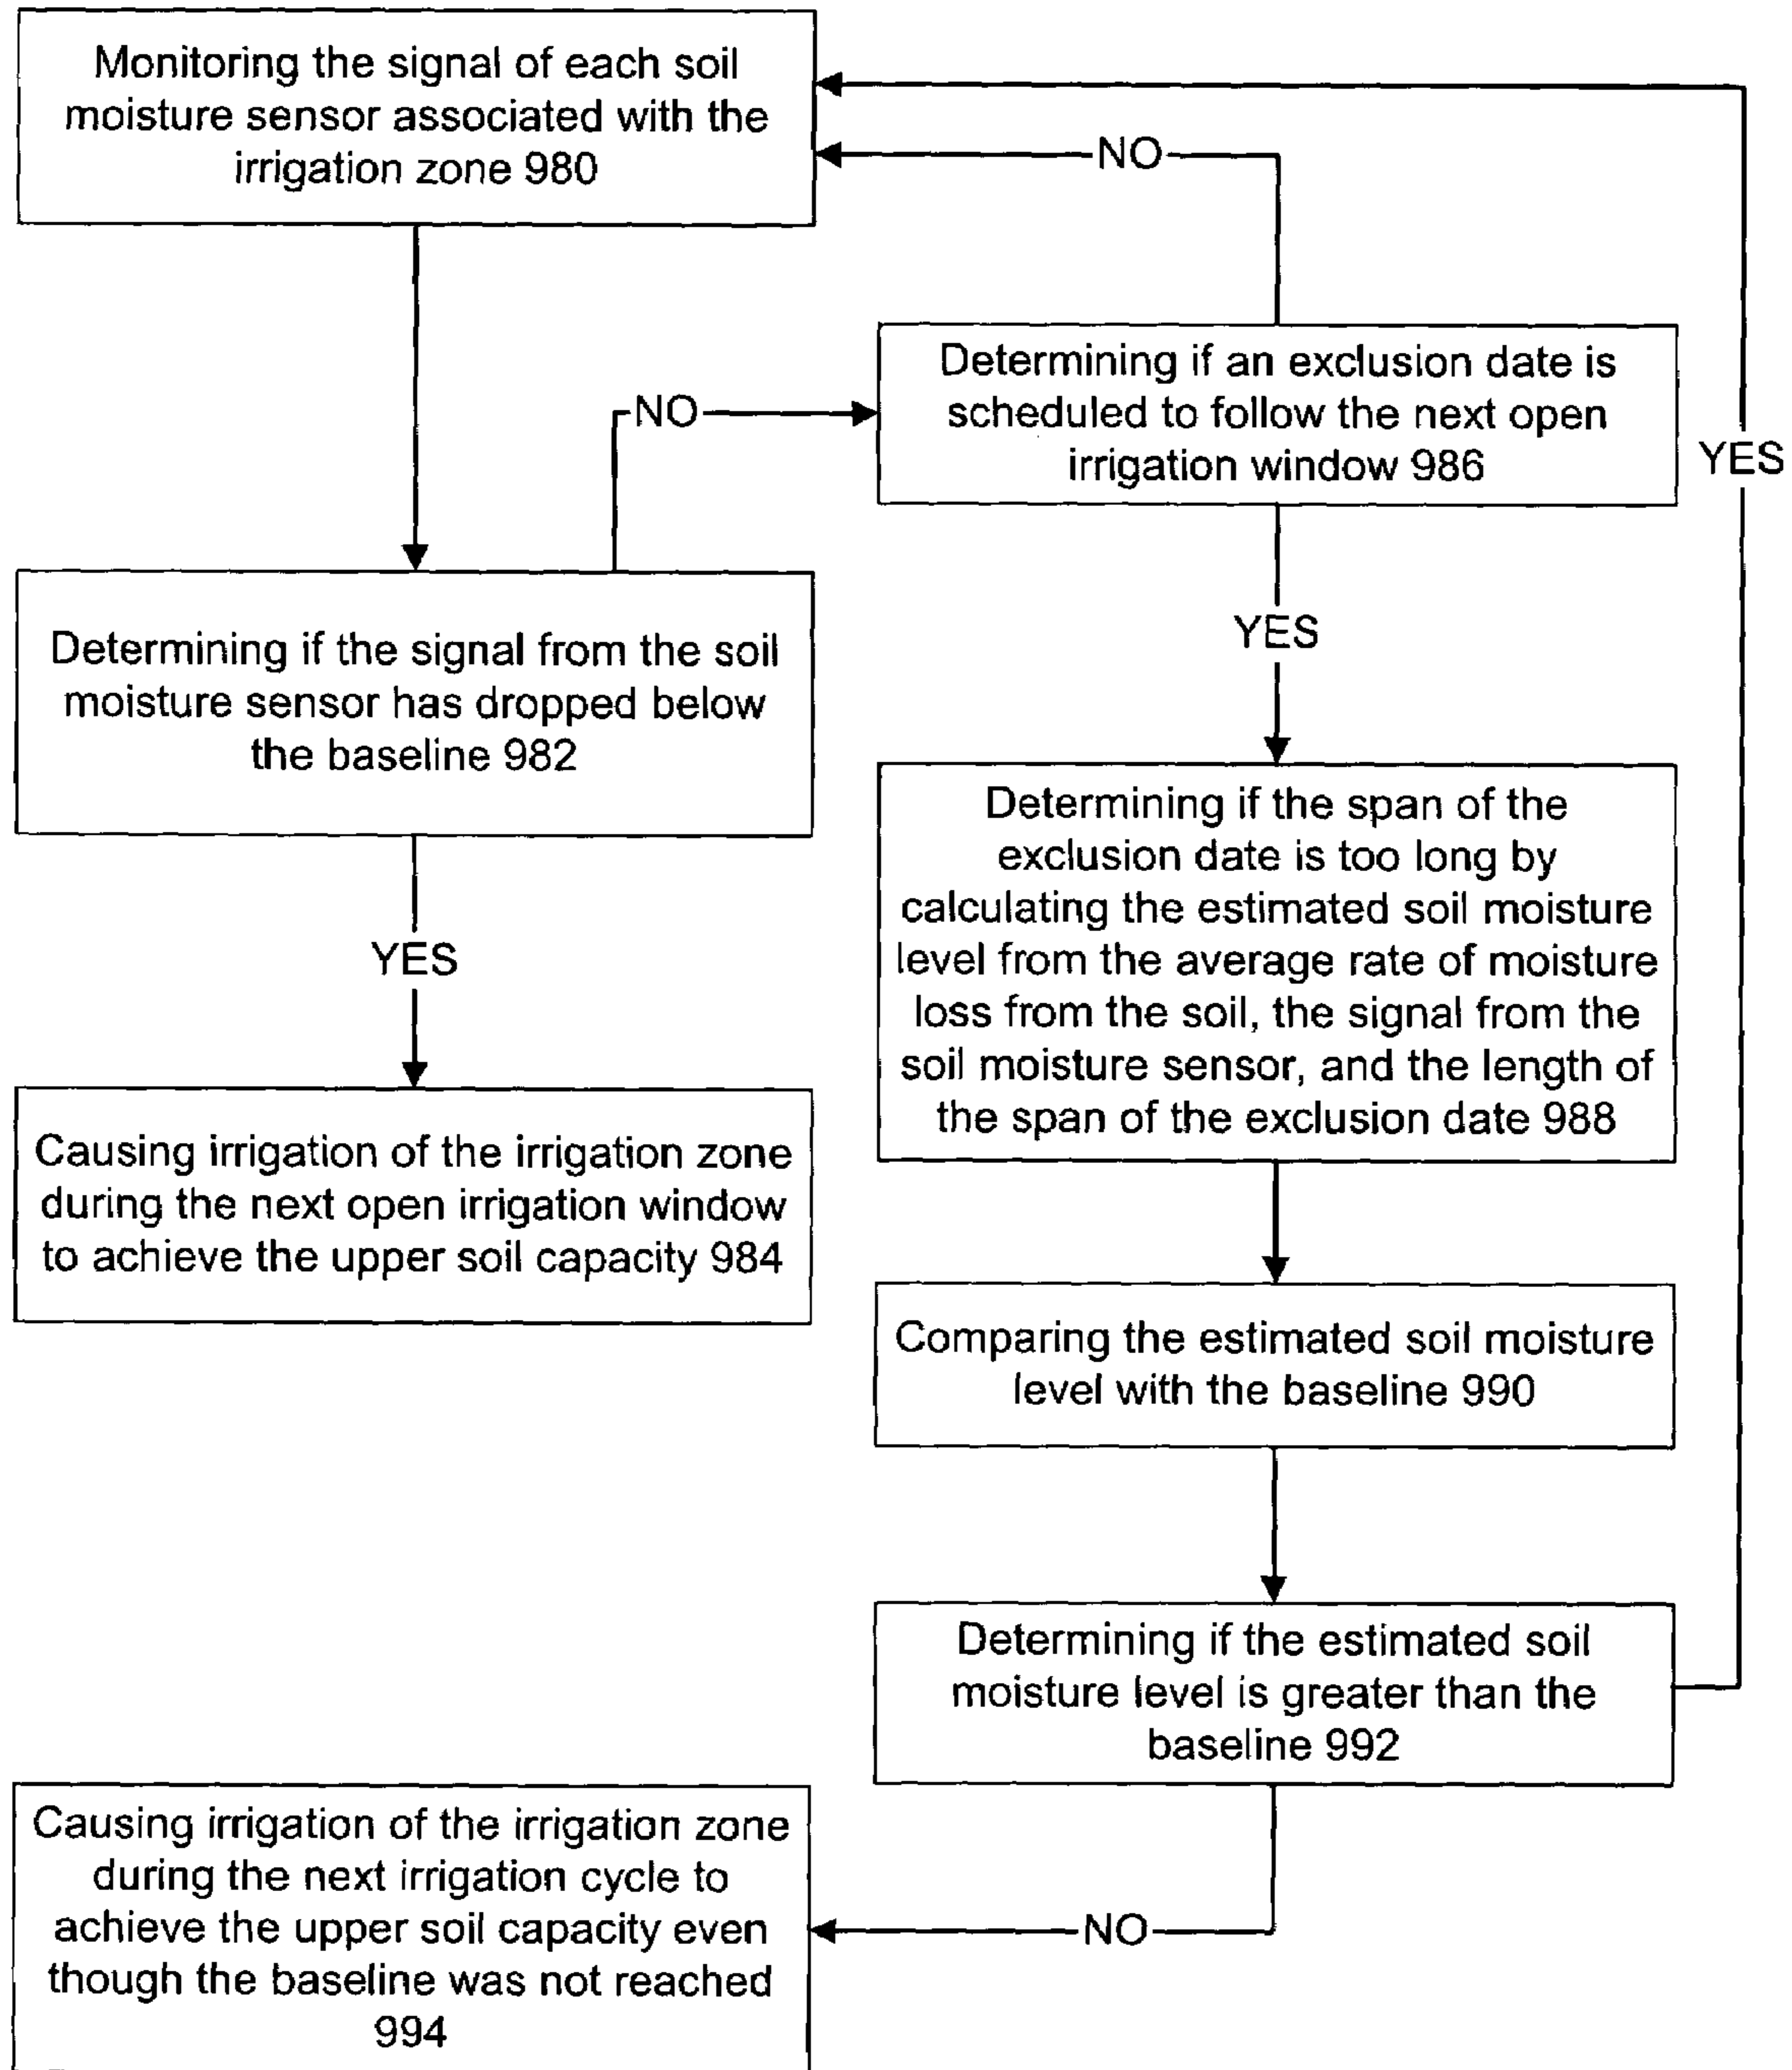 Monitoring the signal of each soil
moisture sensor associated with the
irrigation zone 980
NO
Determining if an exclusion date is
scheduled to follow the next open
irrigation window 986
NO
YES
YES
Determining if the signal from the soil
moisture sensor has dropped below
the baseline 982
YES
Determining if the span of the
exclusion date is too long by
calculating the estimated soil moisture
level from the average rate of moisture
loss from the soil, the signal from the
soil moisture sensor, and the length of
the span of the exclusion date 988
Causing irrigation of the irrigation zone
during the next open irrigation window
to achieve the upper soil capacity 984
Comparing the estimated soil moisture
level with the baseline 990
Determining if the estimated soil
moisture level is greater than the
baseline 992
NO
Causing irrigation of the irrigation zone
during the next irrigation cycle to
achieve the upper soil capacity even
though the baseline was not reached
994